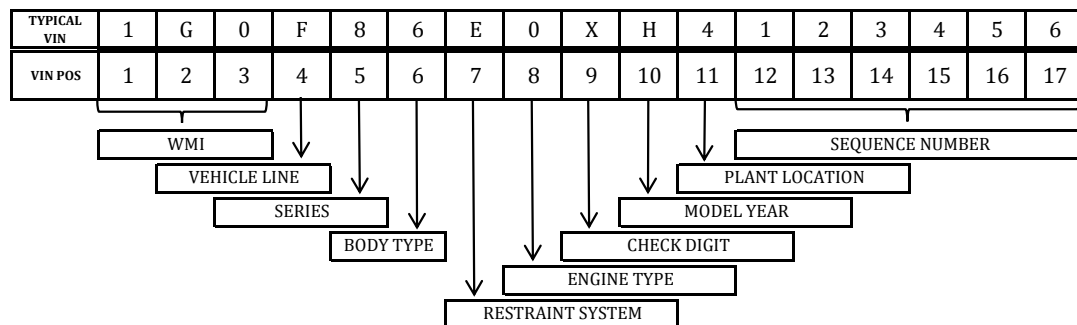 TYPICAL VIN 1 G 0 F 8 6 E 0 X H 4 1 2 3 4 5 6
VIN POS 1 2 3 4 5 6 7 8 9 10 11 12 13 14 15 16 17
WMI SEQUENCE NUMBER
VEHICLE LINE PLANT LOCATION
SERIES MODEL YEAR
BODY TYPE CHECK DIGIT
ENGINE TYPE
RESTRAINT SYSTEM